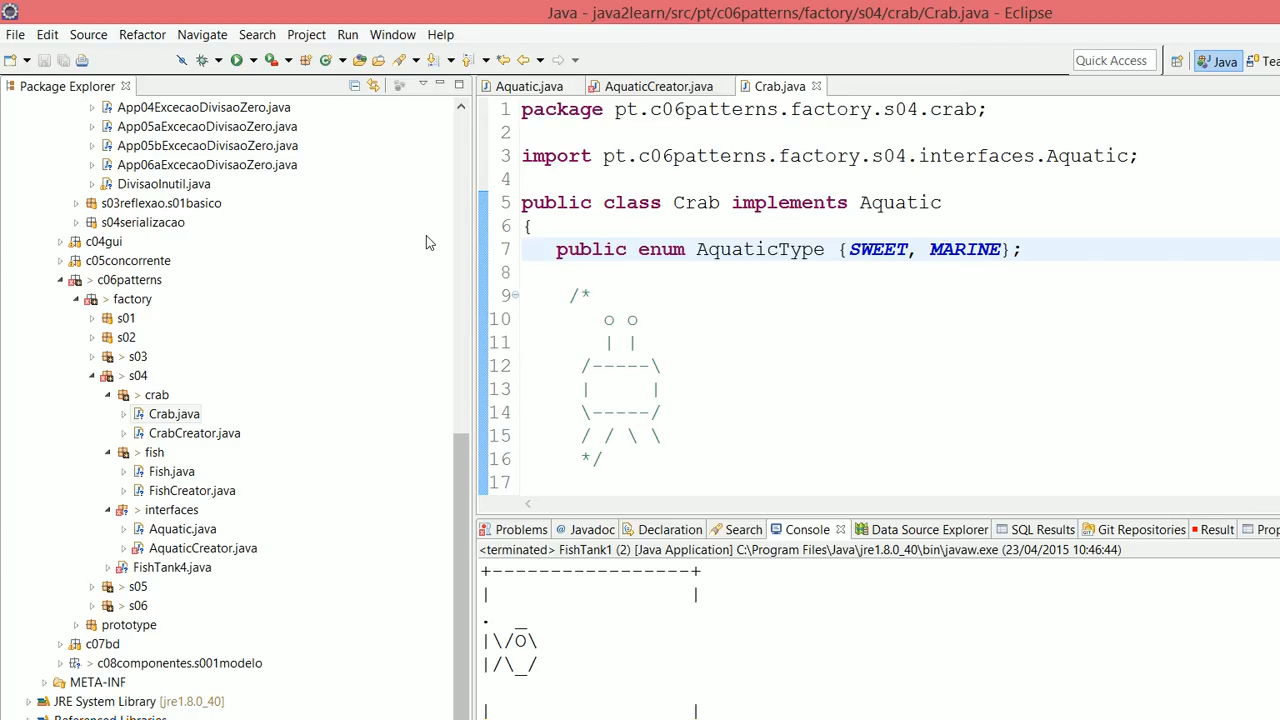 Java - java2learn/src/pt/c06patterns/factory/s04/crab/Crab.java - Eclipse
File Edit Source Refactor Navigate Search Project Run Window Help
Quick Access
Java
Tea
Package Explorer
App04ExcecaoDivisaoZero.java
App05aExcecaoDivisaoZero.java
App05bExcecaoDivisaoZero.java
App06aExcecaoDivisaoZero.java
DivisaoInutil.java
s03reflexao.s01basico
s04serializacao
c04gui
c05concorrente
> c06patterns
> factory
s01
s02
> s03
> s04
> crab
Crab.java
CrabCreator.java
> fish
Fish.java
FishCreator.java
> interfaces
Aquatic.java
AquaticCreator.java
FishTank4.java
> s05
> s06
prototype
c07bd
> c08componentes.s001modelo
META-INF
JRE System Library [jre1.8.0_40]
Referenced Libraries
Aquatic.java AquaticCreator.java Crab.java
1 package pt.c06patterns.factory.s04.crab;
2
3 import pt.c06patterns.factory.s04.interfaces.Aquatic;
4
5 public class Crab implements Aquatic
6 {
7 public enum AquaticType {SWEET, MARINE};
8
9 /*
10 o o
11 | |
12 /-----\
13 | |
14 \-----/
15 / / \ \
16 */
17
Problems @ Javadoc Declaration Search Console Data Source Explorer SQL Results Git Repositories Result Prop
<terminated> FishTank1 (2) [Java Application] C:\Program Files\Java\jre1.8.0_40\bin\javaw.exe (23/04/2015 10:46:44)
+-----------------+
| |
. _
|\/O\
|/\_/
| |